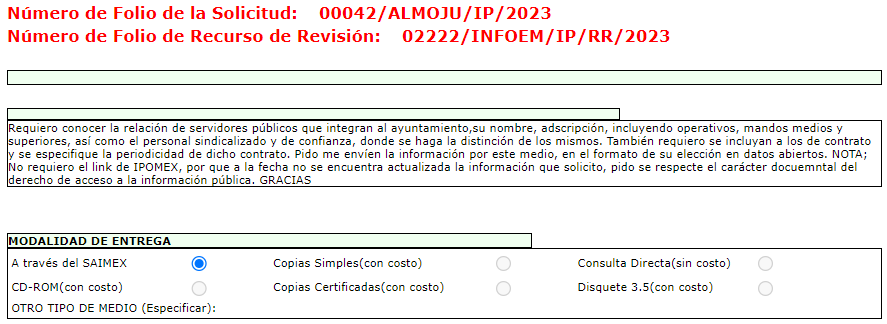 Número de Folio de la Solicitud: 00042/ALMOJU/IP/2023
Número de Folio de Recurso de Revisión: 02222/INFOEM/IP/RR/2023
Requiero conocer la relación de servidores públicos que integran al ayuntamiento,su nombre, adscripción, incluyendo operativos, mandos medios y
superiores, así como el personal sindicalizado y de confianza, donde se haga la distinción de los mismos. También requiero se incluyan a los de contrato
y se especifique la periodicidad de dicho contrato. Pido me envíen la información por este medio, en el formato de su elección en datos abiertos. NOTA;
No requiero el link de IPOMEX, por que a la fecha no se encuentra actualizada la información que solicito, pido se respete el carácter docuemntal del
derecho de acceso a la información pública. GRACIAS
MODALIDAD DE ENTREGA
A través del SAIMEX Copias Simples(con costo) Consulta Directa(sin costo)
CD-ROM(con costo) Copias Certificadas(con costo) Disquete 3.5(con costo)
OTRO TIPO DE MEDIO (Especificar):